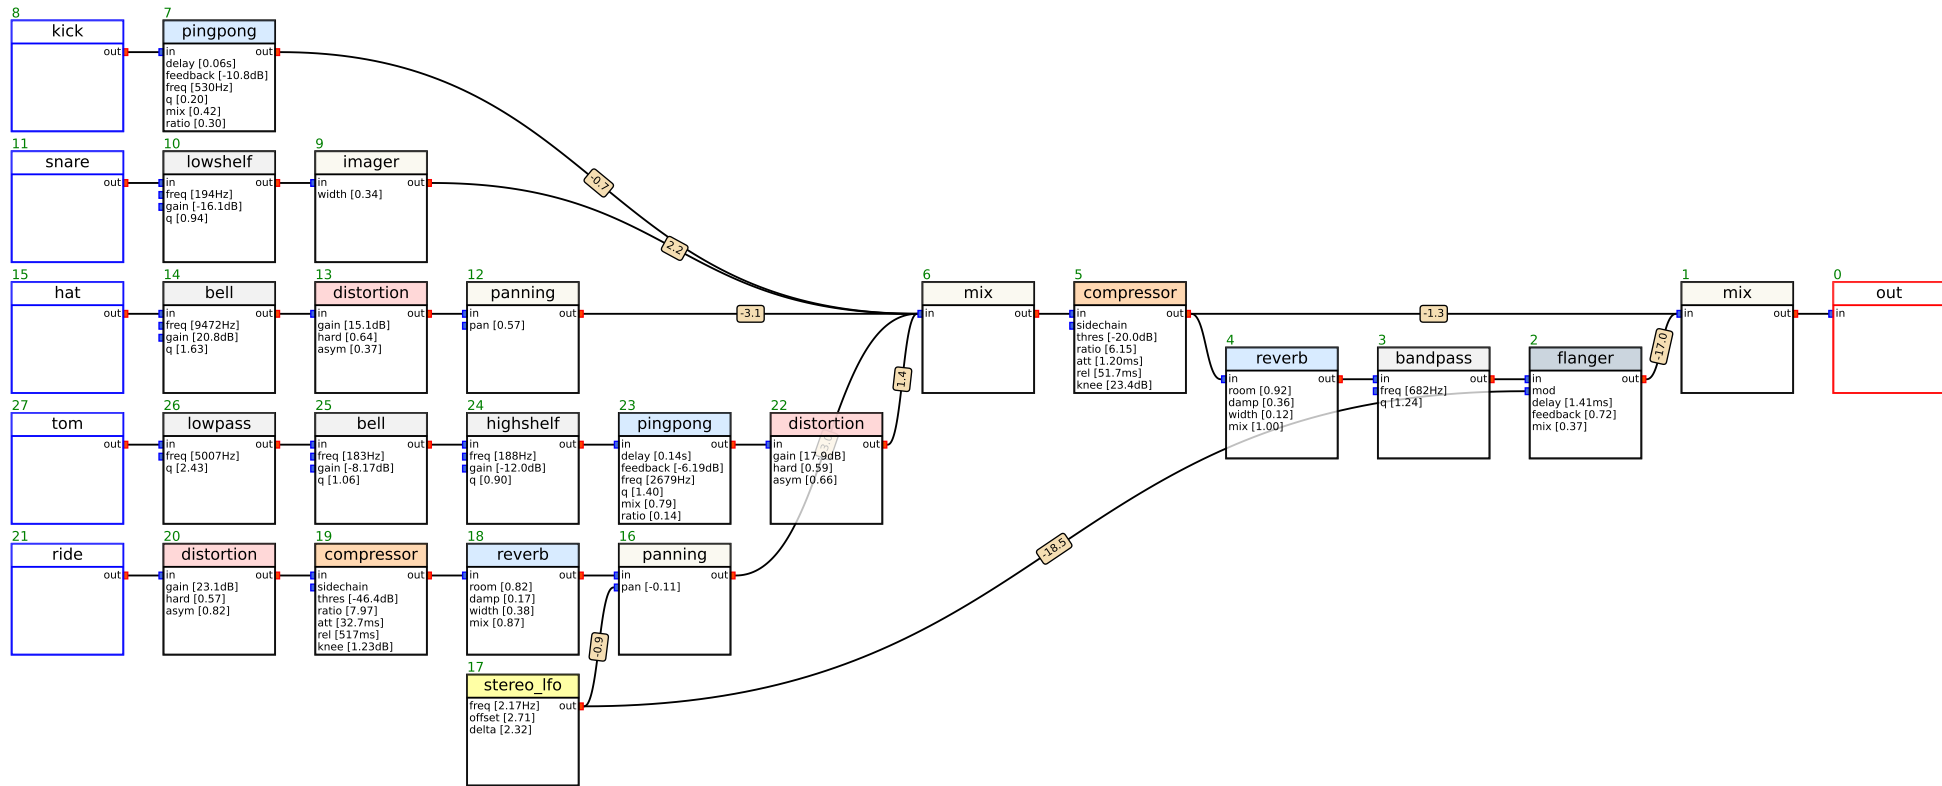 8
kick
out
7
pingpong
in out
delay [0.06s]
feedback [-10.8dB]
freq [530Hz]
q [0.20]
mix [0.42]
ratio [0.30]
-0.7
11
snare
out
10
lowshelf
in out
freq [194Hz]
gain [-16.1dB]
q [0.94]
9
imager
in out
width [0.34]
2.2
15
hat
out
14
bell
in out
freq [9472Hz]
gain [20.8dB]
q [1.63]
13
distortion
in out
gain [15.1dB]
hard [0.64]
asym [0.37]
12
panning
in out
pan [0.57]
-3.1
6
mix
in out
5
compressor
in out
sidechain
thres [-20.0dB]
ratio [6.15]
att [1.20ms]
rel [51.7ms]
knee [23.4dB]
-1.3
1
mix
in out
0
out
in
4
reverb
in out
room [0.92]
damp [0.36]
width [0.12]
mix [1.00]
3
bandpass
in out
freq [682Hz]
q [1.24]
2
flanger
in out
mod
delay [1.41ms]
feedback [0.72]
mix [0.37]
-17.0
1.4
27
tom
out
26
lowpass
in out
freq [5007Hz]
q [2.43]
25
bell
in out
freq [183Hz]
gain [-8.17dB]
q [1.06]
24
highshelf
in out
freq [188Hz]
gain [-12.0dB]
q [0.90]
23
pingpong
in out
delay [0.14s]
feedback [-6.19dB]
freq [2679Hz]
q [1.40]
mix [0.79]
ratio [0.14]
22
distortion
in out
gain [17.9dB]
hard [0.59]
asym [0.66]
21
ride
out
20
distortion
in out
gain [23.1dB]
hard [0.57]
asym [0.82]
19
compressor
in out
sidechain
thres [-46.4dB]
ratio [7.97]
att [32.7ms]
rel [517ms]
knee [1.23dB]
18
reverb
in out
room [0.82]
damp [0.17]
width [0.38]
mix [0.87]
16
panning
in out
pan [-0.11]
-0.9
-18.5
17
stereo_lfo
freq [2.17Hz] out
offset [2.71]
delta [2.32]